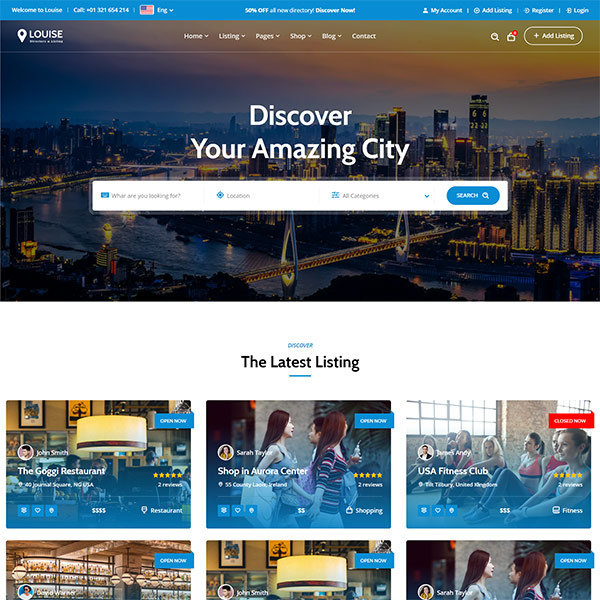 Welcome to Louise
Call: +01 321 654 214
Eng
50% OFF all new directory! Discover Now!
My Account
Add Listing
Register
Login
LOUISE
Directory & Listing
Home
Listing
Pages
Shop
Blog
Contact
+ Add Listing
Discover
Your Amazing City
What are you looking for?
Location
All Categories
SEARCH
DISCOVER
The Latest Listing
OPEN NOW
John Smith
The Goggi Restaurant
40 Journal Square, NG USA
2 reviews
$$$$
Restaurant
OPEN NOW
Sarah Taylor
Shop in Aurora Center
55 County Laois, Ireland
2 reviews
$$
Shopping
CLOSED NOW
James Andy
USA Fitness Club
Tilt Tilbury, United Kingdom
2 reviews
$$$
Fitness
OPEN NOW
David Warner
OPEN NOW
John Smith
OPEN NOW
Sarah Taylor